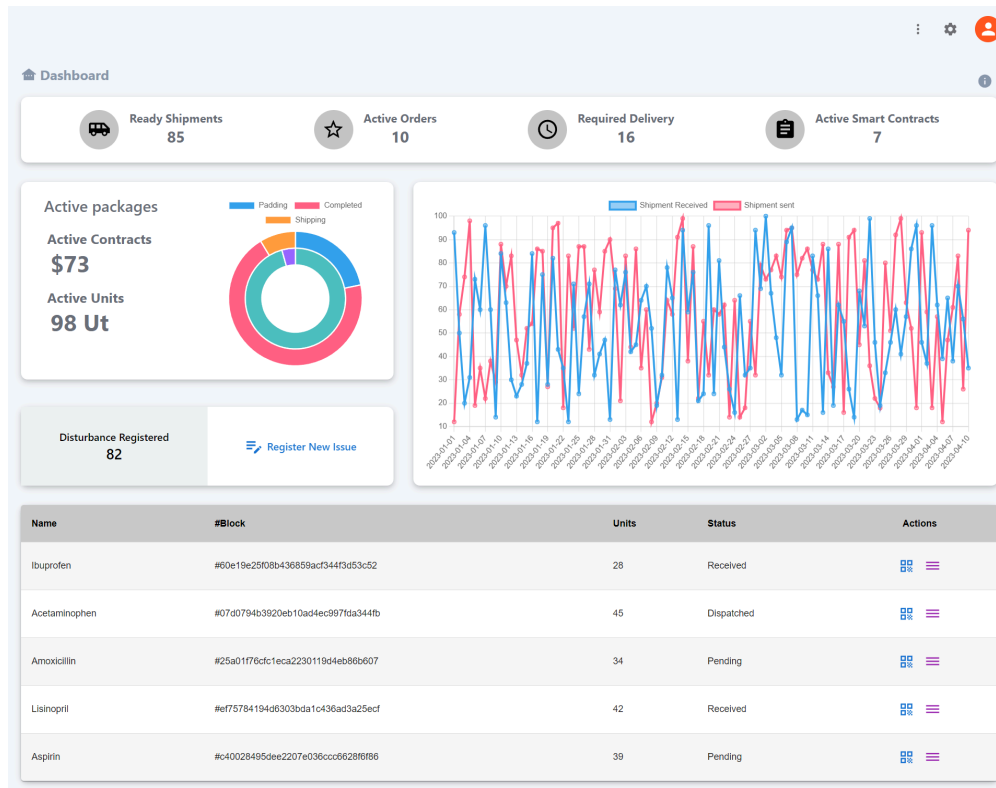 Dashboard
Ready Shipments
85
Active Orders
10
Required Delivery
16
Active Smart Contracts
7
Active packages
Active Contracts
$73
Active Units
98 Ut
Padding
Completed
Shipping
Disturbance Registered
82
Register New Issue
Shipment Received
Shipment sent
100
90
80
70
60
50
40
30
20
10
2023-01-01
2023-01-04
2023-01-07
2023-01-10
2023-01-13
2023-01-16
2023-01-19
2023-01-22
2023-01-25
2023-01-28
2023-01-31
2023-02-03
2023-02-06
2023-02-09
2023-02-12
2023-02-15
2023-02-18
2023-02-21
2023-02-24
2023-02-27
2023-03-02
2023-03-05
2023-03-08
2023-03-11
2023-03-14
2023-03-17
2023-03-20
2023-03-23
2023-03-26
2023-03-29
2023-04-01
2023-04-04
2023-04-07
2023-04-10
Name #Block Units Status Actions
Ibuprofen #60e19e25f08b436859acf344f3d53c52 28 Received
Acetaminophen #07d0794b3920eb10ad4ec997fda344fb 45 Dispatched
Amoxicillin #25a01f76cfc1eca2230119d4eb86b607 34 Pending
Lisinopril #ef75784194d6303bda1c436ad3a25ecf 42 Received
Aspirin #c40028495dee2207e036ccc6628f6f86 39 Pending